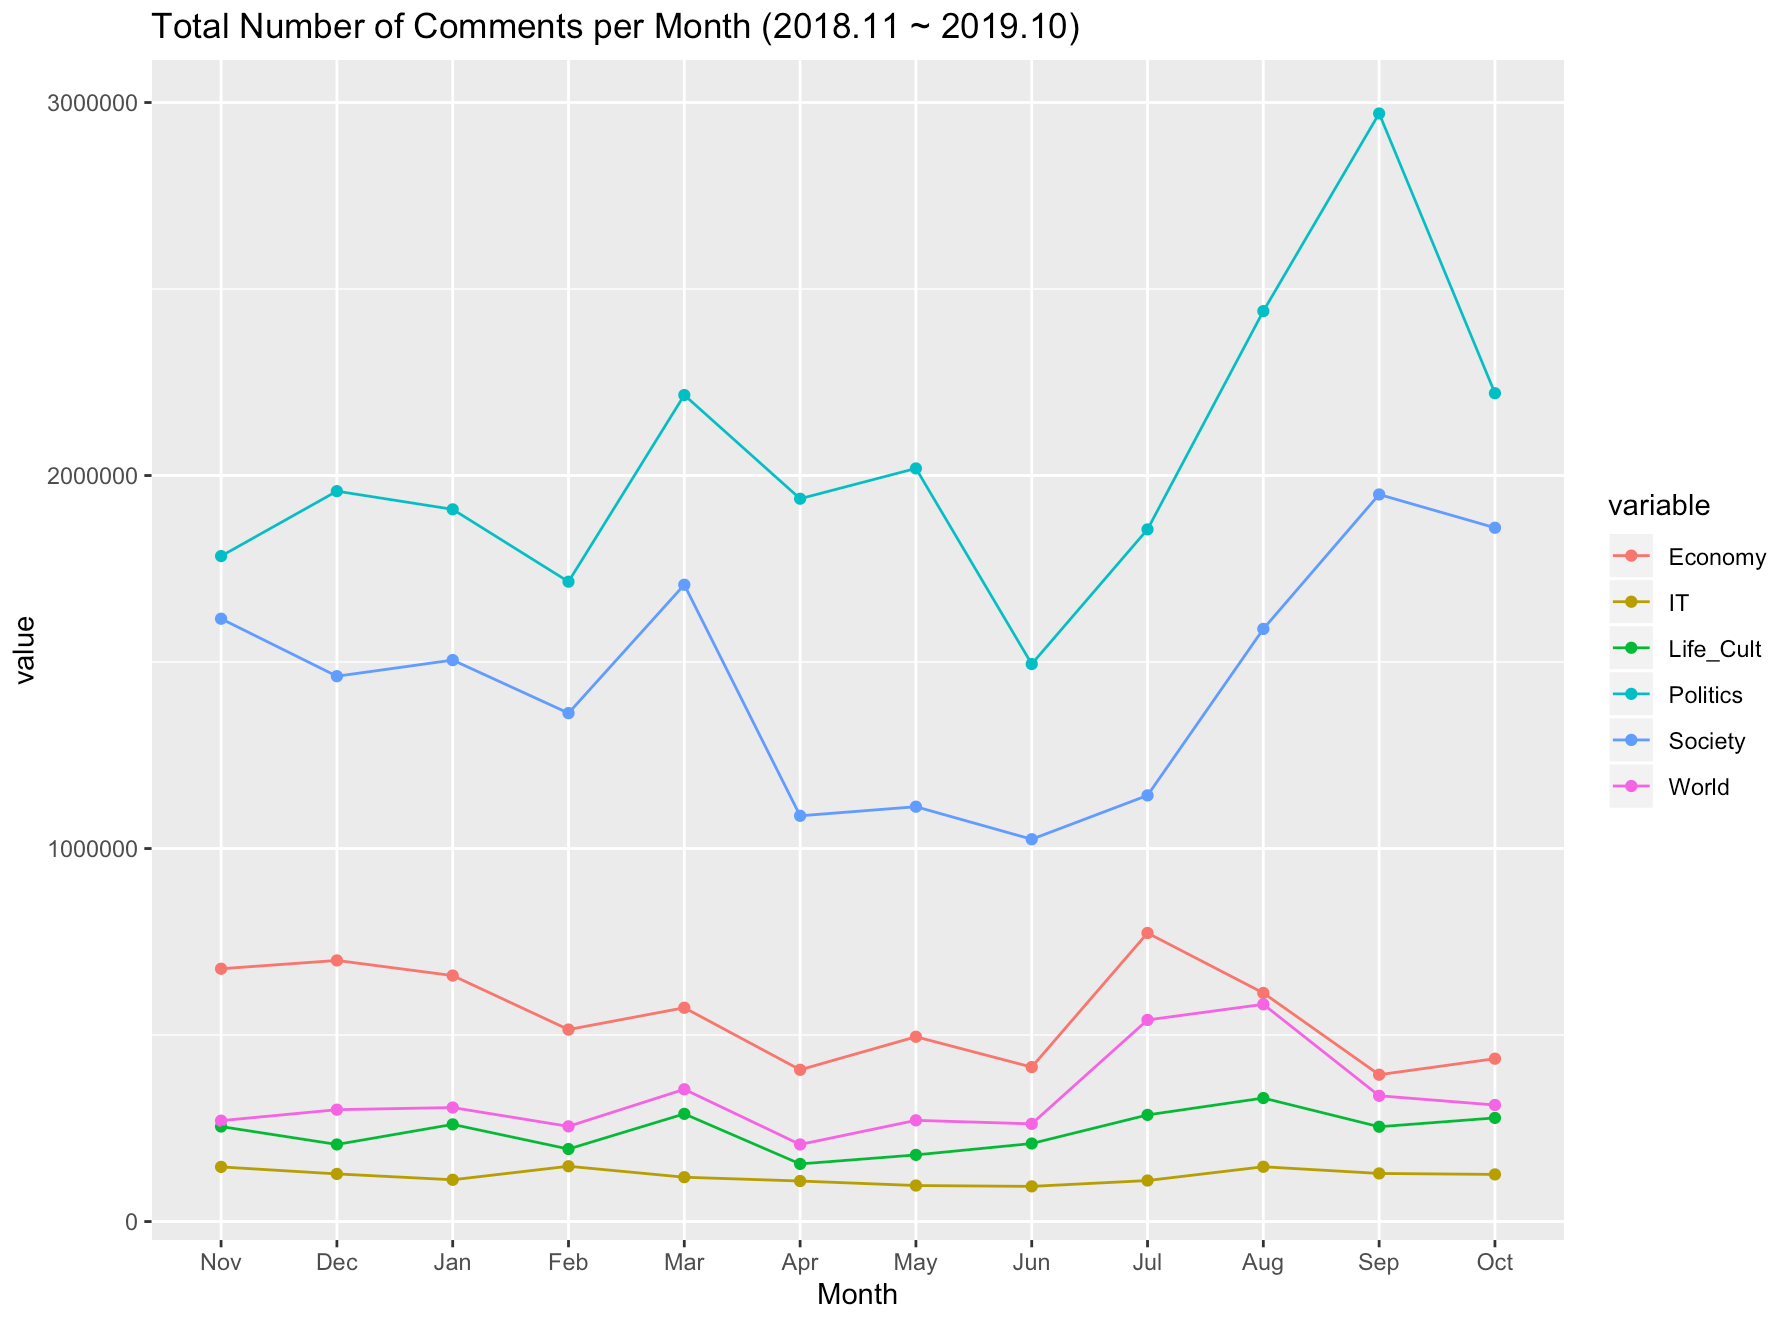 Total Number of Comments per Month (2018.11 ~ 2019.10)
3000000
2000000
1000000
0
value
Nov Dec Jan Feb Mar Apr May Jun Jul Aug Sep Oct
Month
variable
Economy
IT
Life_Cult
Politics
Society
World